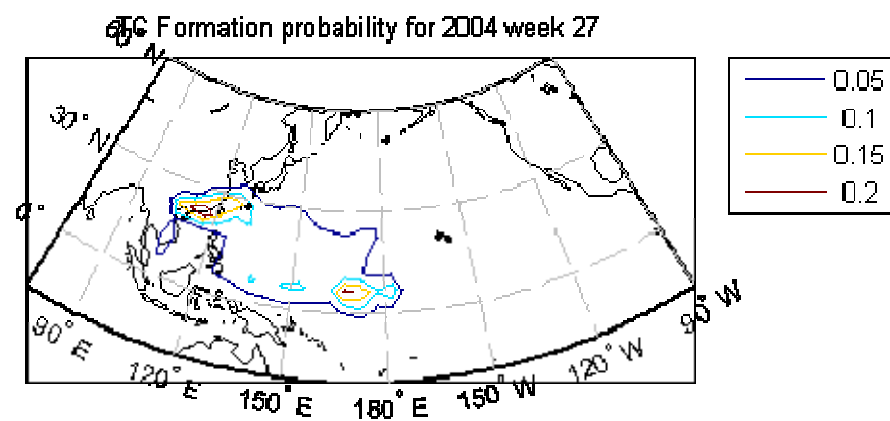 TC Formation probability for 2004 week 27
60° N
30° N
0°
90° E
120° E
150° E
180° E
150° W
120° W
90° W
0.05
0.1
0.15
0.2